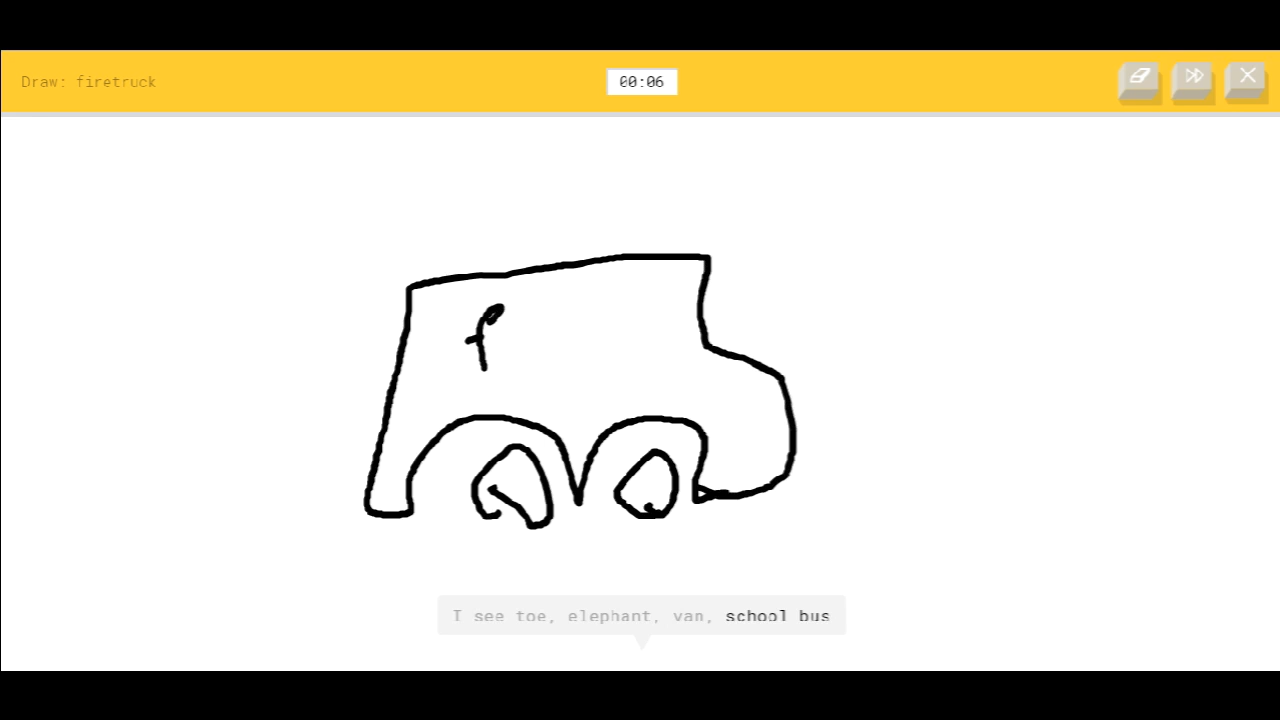 Draw: firetruck
00:06
f
I see toe, elephant, van, school bus